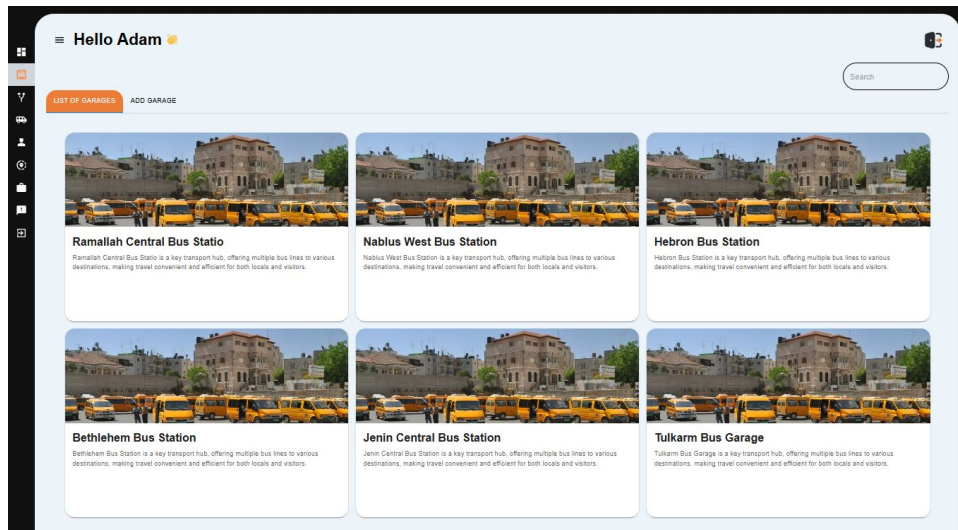 Hello Adam 👋
Search
LIST OF GARAGES ADD GARAGE
Ramallah Central Bus Statio
Ramallah Central Bus Statio is a key transport hub, offering multiple bus lines to various
destinations, making travel convenient and efficient for both locals and visitors.
Nablus West Bus Station
Nablus West Bus Station is a key transport hub, offering multiple bus lines to various
destinations, making travel convenient and efficient for both locals and visitors.
Hebron Bus Station
Hebron Bus Station is a key transport hub, offering multiple bus lines to various
destinations, making travel convenient and efficient for both locals and visitors.
Bethlehem Bus Station
Bethlehem Bus Station is a key transport hub, offering multiple bus lines to various
destinations, making travel convenient and efficient for both locals and visitors.
Jenin Central Bus Station
Jenin Central Bus Station is a key transport hub, offering multiple bus lines to various
destinations, making travel convenient and efficient for both locals and visitors.
Tulkarm Bus Garage
Tulkarm Bus Garage is a key transport hub, offering multiple bus lines to various
destinations, making travel convenient and efficient for both locals and visitors.